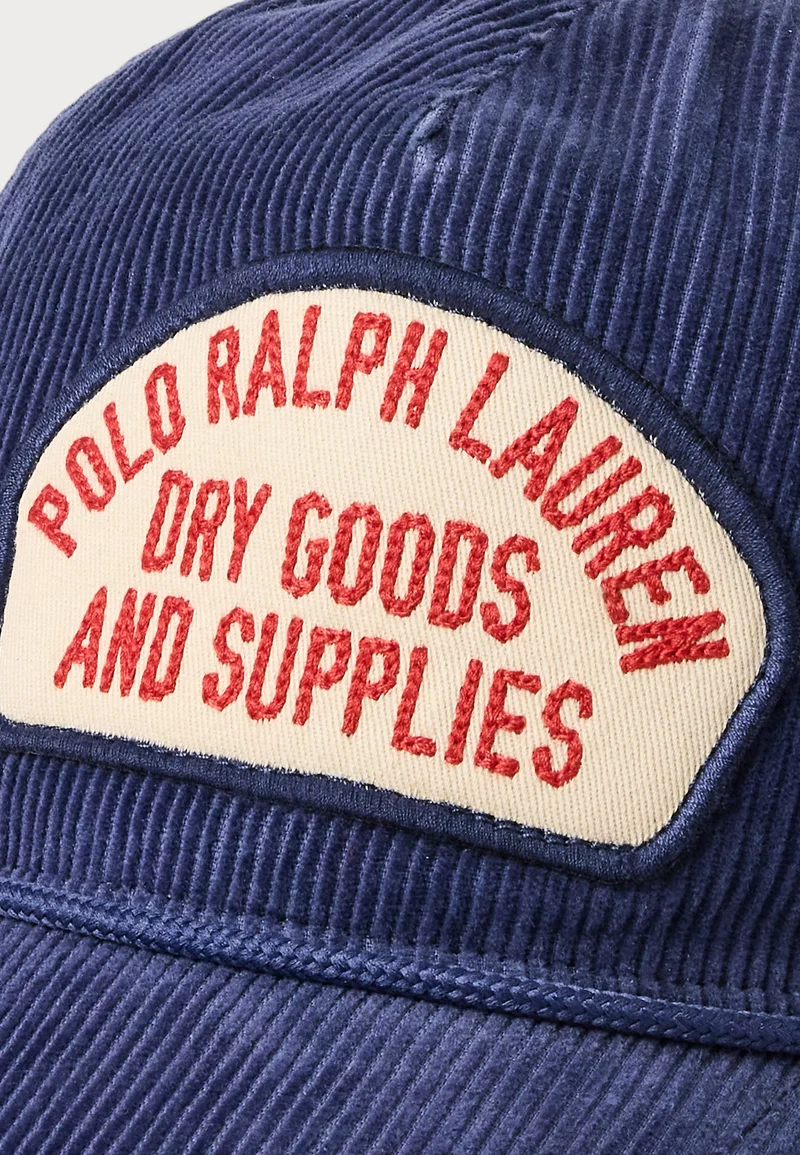 POLO RALPH LAUREN
DRY GOODS
AND SUPPLIES